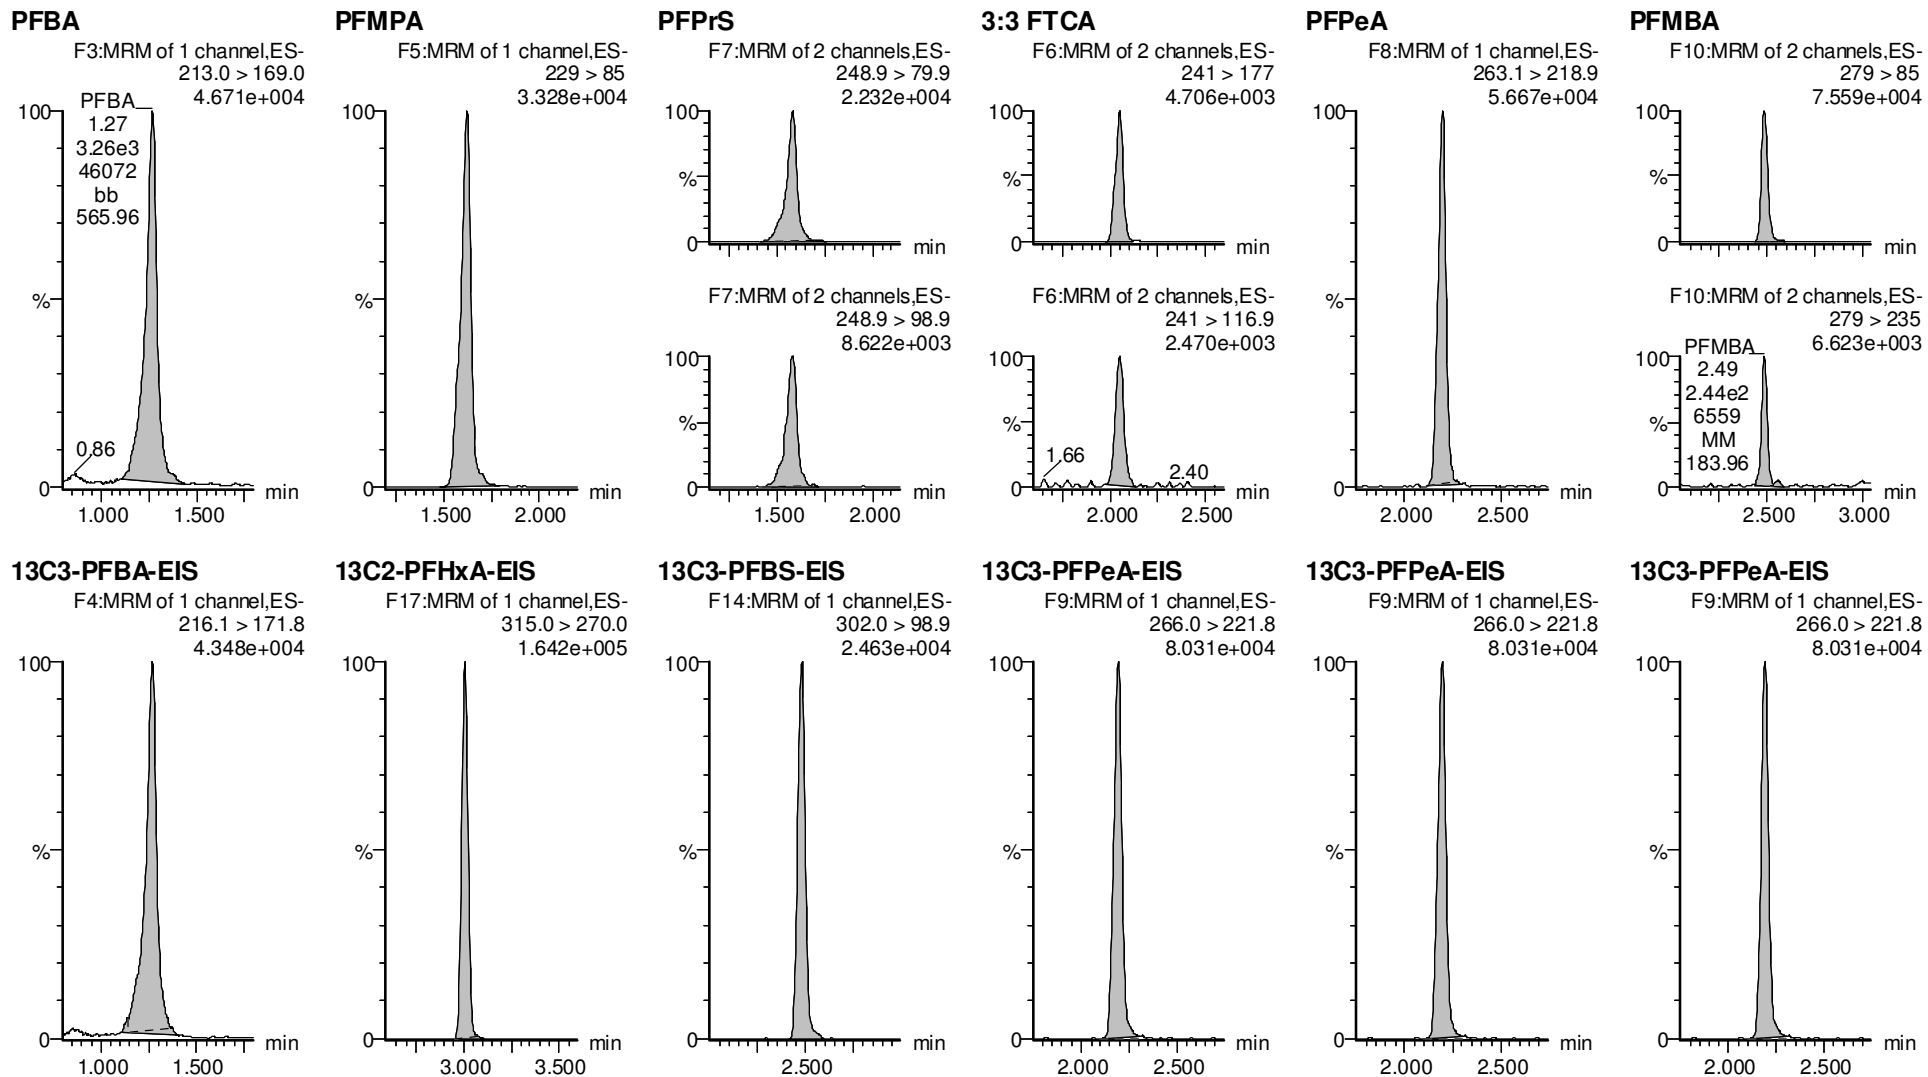 PFBA
F3:MRM of 1 channel,ES-
213.0 > 169.0
4.671e+004
100
PFBA
1.27
3.26e3
46072
bb
565.96
%
0.86
0
min
1.000 1.500
PFMPA
F5:MRM of 1 channel,ES-
229 > 85
3.328e+004
100
%
0
min
1.500 2.000
PFPrS
F7:MRM of 2 channels,ES-
248.9 > 79.9
2.232e+004
100
%
0
min
F7:MRM of 2 channels,ES-
248.9 > 98.9
8.622e+003
100
%
0
min
1.500 2.000
3:3 FTCA
F6:MRM of 2 channels,ES-
241 > 177
4.706e+003
100
%
0
min
F6:MRM of 2 channels,ES-
241 > 116.9
2.470e+003
100
%
1.66
2.40
0
min
2.000 2.500
PFPeA
F8:MRM of 1 channel,ES-
263.1 > 218.9
5.667e+004
100
%
0
min
2.000 2.500
PFMBA
F10:MRM of 2 channels,ES-
279 > 85
7.559e+004
100
%
0
min
F10:MRM of 2 channels,ES-
279 > 235
6.623e+003
100
PFMBA
2.49
2.44e2
6559
MM
183.96
%
0
min
2.500 3.000
13C3-PFBA-EIS
F4:MRM of 1 channel,ES-
216.1 > 171.8
4.348e+004
100
%
0
min
1.000 1.500
13C2-PFHxA-EIS
F17:MRM of 1 channel,ES-
315.0 > 270.0
1.642e+005
100
%
0
min
3.000 3.500
13C3-PFBS-EIS
F14:MRM of 1 channel,ES-
302.0 > 98.9
2.463e+004
100
%
0
min
2.500
13C3-PFPeA-EIS
F9:MRM of 1 channel,ES-
266.0 > 221.8
8.031e+004
100
%
0
min
2.000 2.500
13C3-PFPeA-EIS
F9:MRM of 1 channel,ES-
266.0 > 221.8
8.031e+004
100
%
0
min
2.000 2.500
13C3-PFPeA-EIS
F9:MRM of 1 channel,ES-
266.0 > 221.8
8.031e+004
100
%
0
min
2.000 2.500